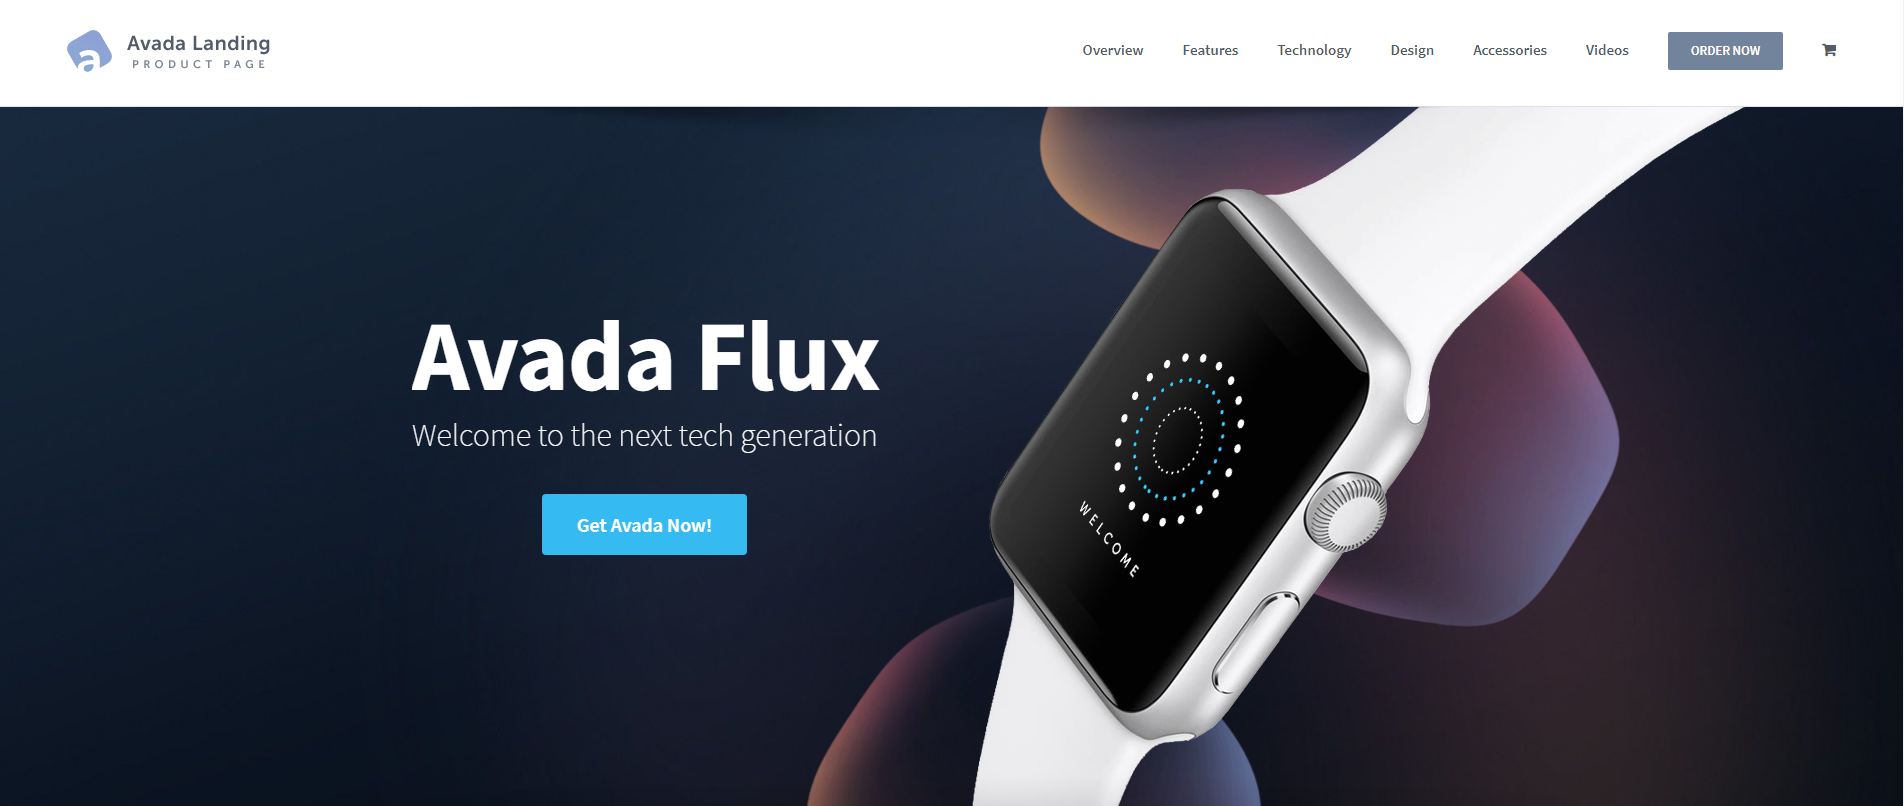 Avada Landing
PRODUCT PAGE
Overview Features Technology Design Accessories Videos ORDER NOW
Avada Flux
Welcome to the next tech generation
Get Avada Now!
WELCOME